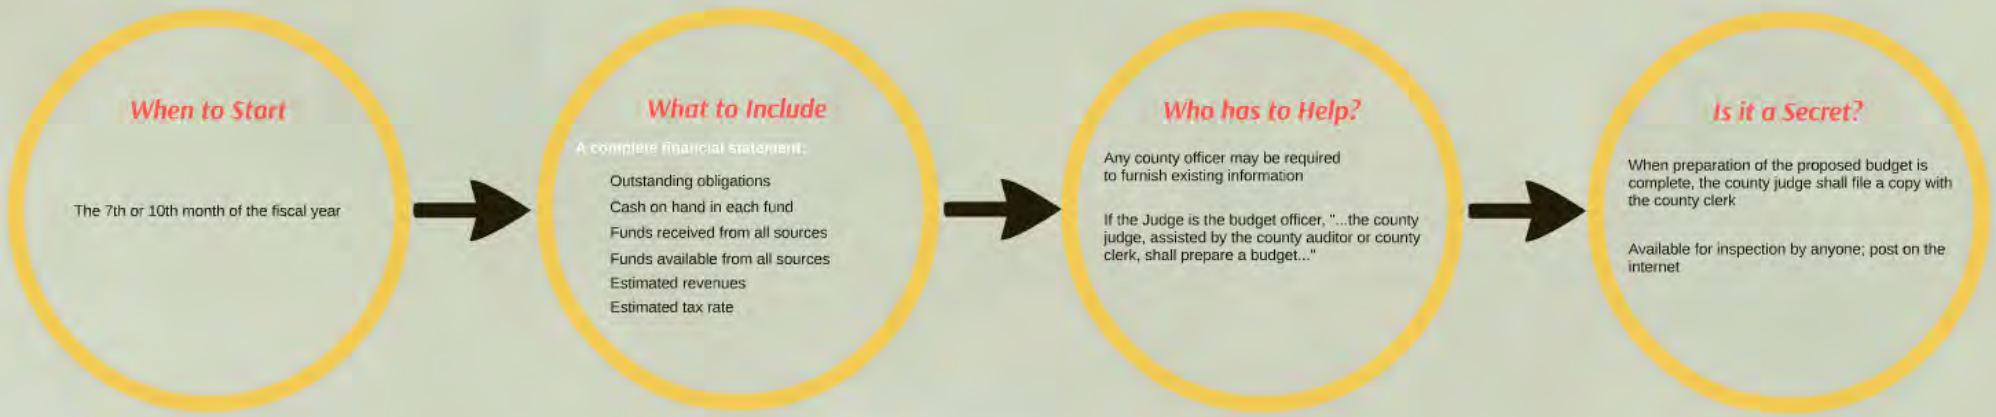 When to Start
The 7th or 10th month of the fiscal year
What to Include
A complete financial statement:
Outstanding obligations
Cash on hand in each fund
Funds received from all sources
Funds available from all sources
Estimated revenues
Estimated tax rate
Who has to Help?
Any county officer may be required
to furnish existing information
If the Judge is the budget officer, "...the county
judge, assisted by the county auditor or county
clerk, shall prepare a budget..."
Is it a Secret?
When preparation of the proposed budget is
complete, the county judge shall file a copy with
the county clerk
Available for inspection by anyone; post on the
internet